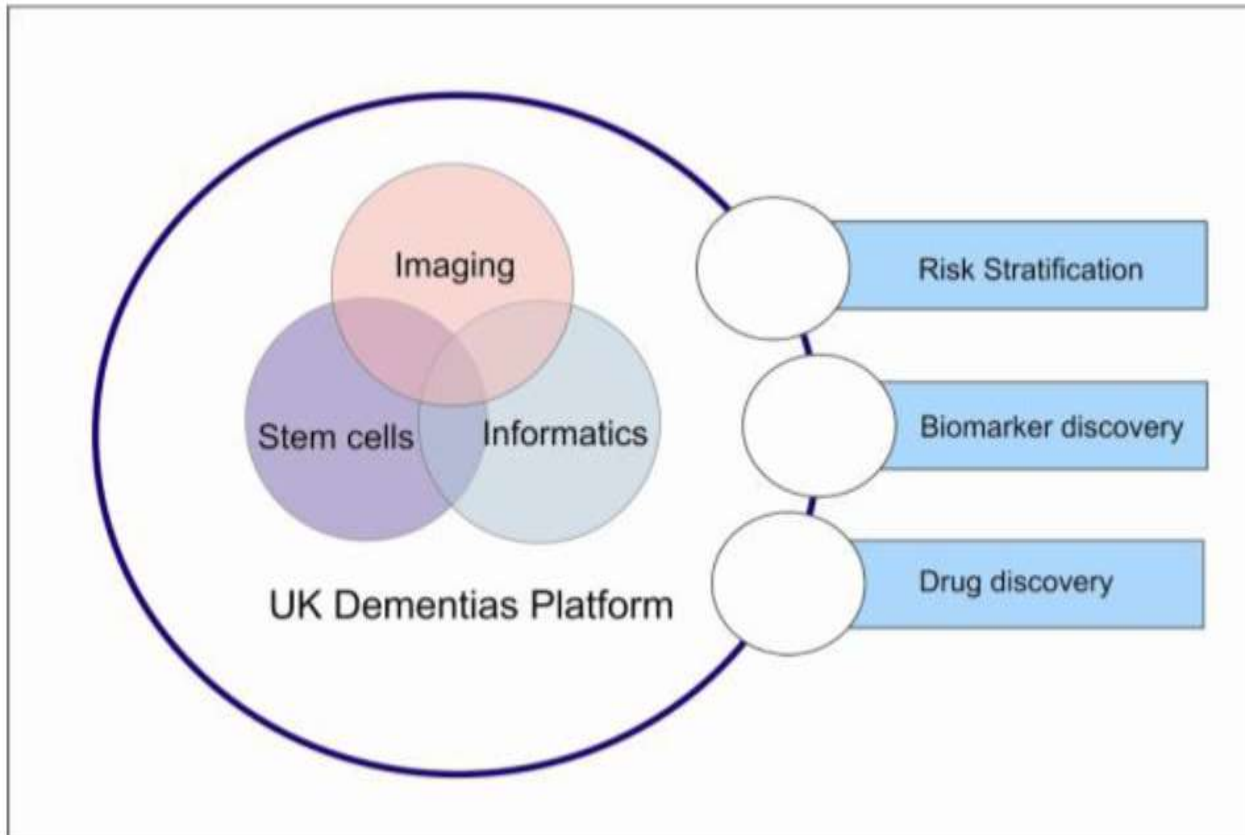 Imaging
Stem cells
Informatics
UK Dementias Platform
Risk Stratification
Biomarker discovery
Drug discovery